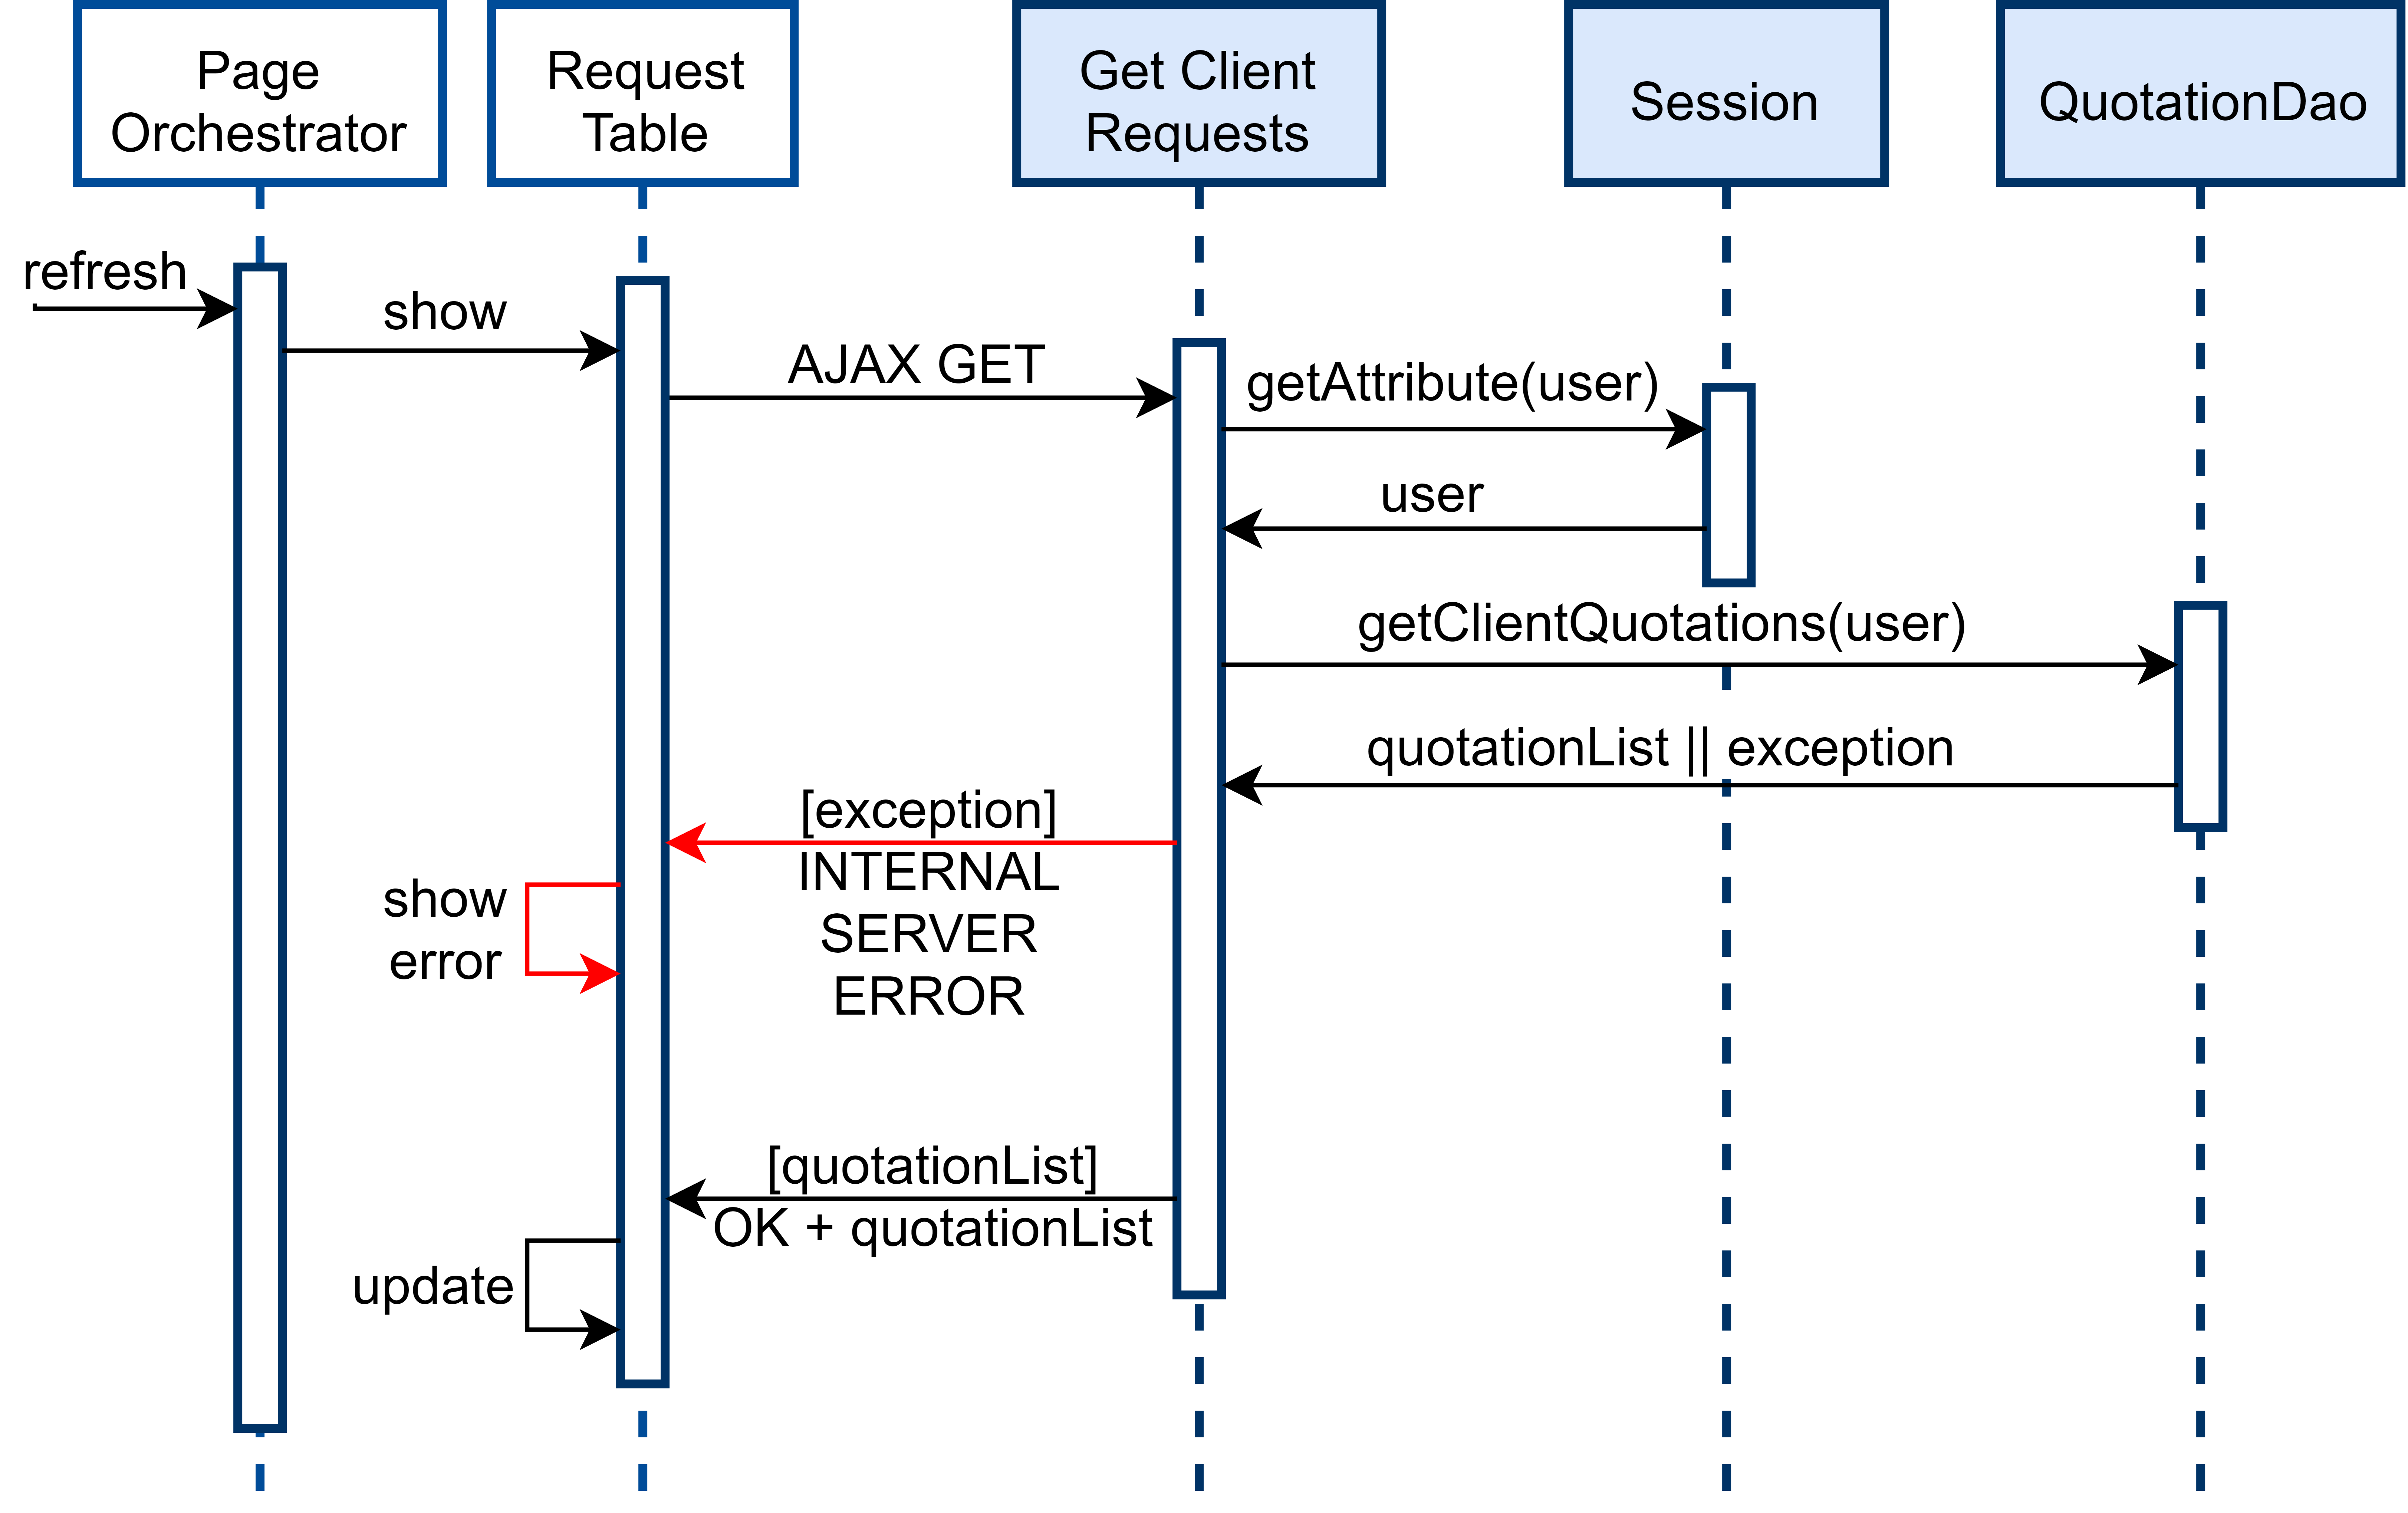 Page
Orchestrator
Request
Table
Get Client
Requests
Session
QuotationDao
refresh
show
AJAX GET
getAttribute(user)
user
getClientQuotations(user)
quotationList || exception
[exception]
INTERNAL
SERVER
ERROR
show
error
[quotationList]
OK + quotationList
update